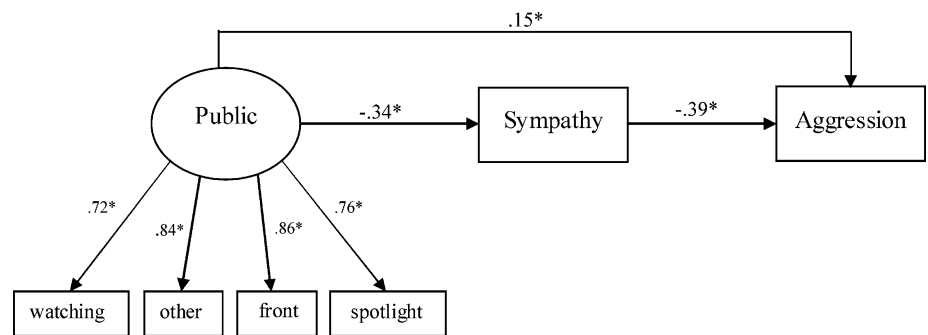 .15*
Public
-.34*
Sympathy
-.39*
Aggression
.72*
.84*
.86*
.76*
watching
other
front
spotlight